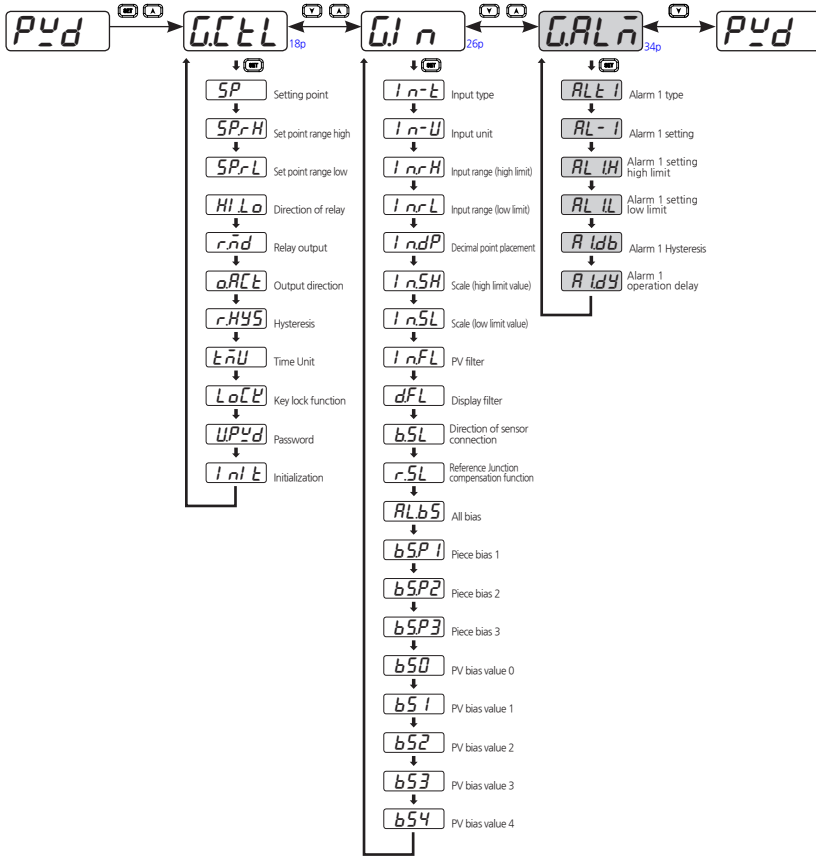 SET ∧
∨ ∧
∨ ∧
∨
PWd
G.CtL
18p
G.In
26p
G.ALM
34p
PWd
SET
SET
SET
SP
Setting point
SP.rH
Set point range high
SP.rL
Set point range low
HI.Lo
Direction of relay
r.Md
Relay output
o.ACt
Output direction
r.HYS
Hysteresis
tMU
Time Unit
LoCK
Key lock function
U.PWd
Password
InIt
Initialization
In-t
Input type
In-U
Input unit
In.rH
Input range (high limit)
In.rL
Input range (low limit)
In.dP
Decimal point placement
In.SH
Scale (high limit value)
In.SL
Scale (low limit value)
In.FL
PV filter
d.FL
Display filter
b.SL
Direction of sensor
connection
r.SL
Reference Junction
compensation function
AL.bS
All bias
bS.P1
Piece bias 1
bS.P2
Piece bias 2
bS.P3
Piece bias 3
bS0
PV bias value 0
bS1
PV bias value 1
bS2
PV bias value 2
bS3
PV bias value 3
bS4
PV bias value 4
ALt1
Alarm 1 type
AL-1
Alarm 1 setting
AL1.H
Alarm 1 setting
high limit
AL1.L
Alarm 1 setting
low limit
A1.db
Alarm 1 Hysteresis
A1.dY
Alarm 1
operation delay